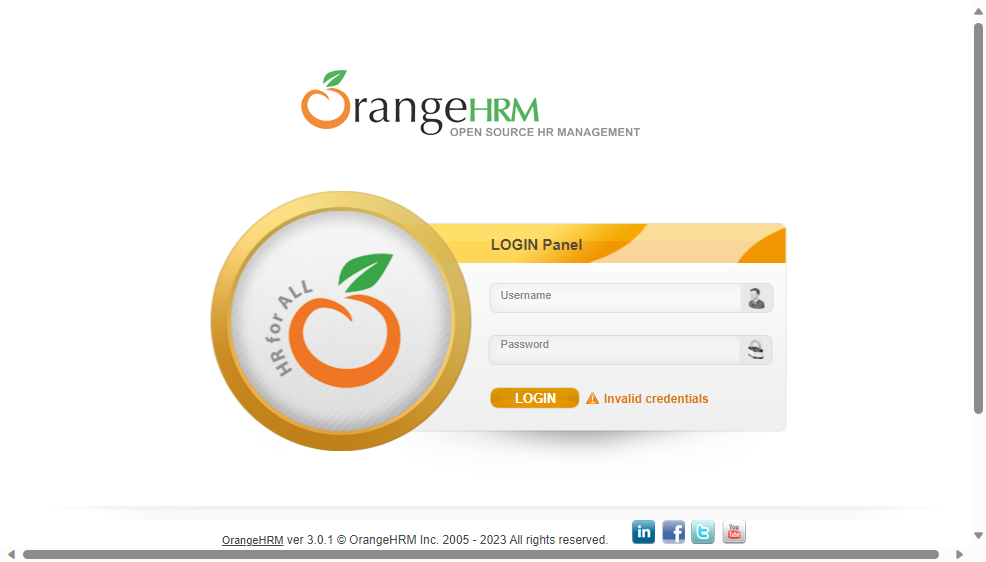 OrangeHRM
OPEN SOURCE HR MANAGEMENT
HR for ALL
LOGIN Panel
Username
Password
LOGIN
Invalid credentials
OrangeHRM ver 3.0.1 © OrangeHRM Inc. 2005 - 2023 All rights reserved.
in
f
t
You Tube